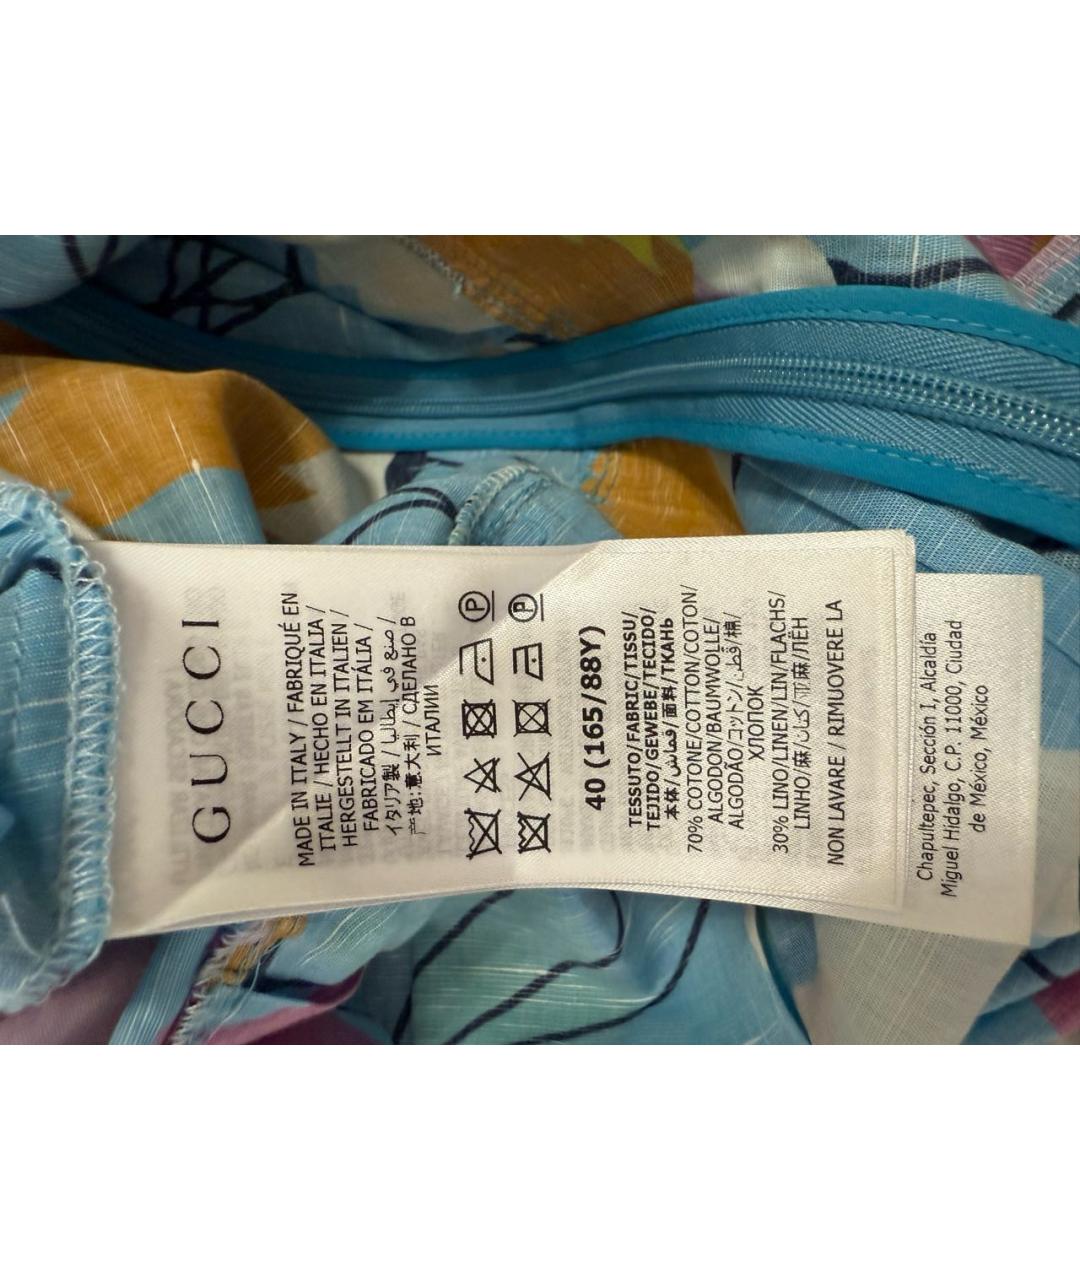 GUCCI
MADE IN ITALY / FABRIQUÉ EN
ITALIE / HECHO EN ITALIA /
HERGESTELLT IN ITALIEN /
FABRICADO EM ITÁLIA /
イタリア製 / صنع في إيطاليا /
产地:意大利 / СДЕЛАНО В
ИТАЛИИ
P
P
40 (165/88Y)
TESSUTO/FABRIC/TISSU/
TEJIDO/GEWEBE/TECIDO/
本体/قماش/面料/ТКАНЬ
70% COTONE/COTTON/COTON/
ALGODON/BAUMWOLLE/
ALGODÃO/コットン/قطن/棉/
ХЛОПОК
30% LINO/LINEN/LIN/FLACHS/
LINHO/麻/كتان/亚麻/ЛЁН
NON LAVARE / RIMUOVERE LA
Chapultepec, Sección I, Alcaldía
Miguel Hidalgo, C.P. 11000, Ciudad
de México, México